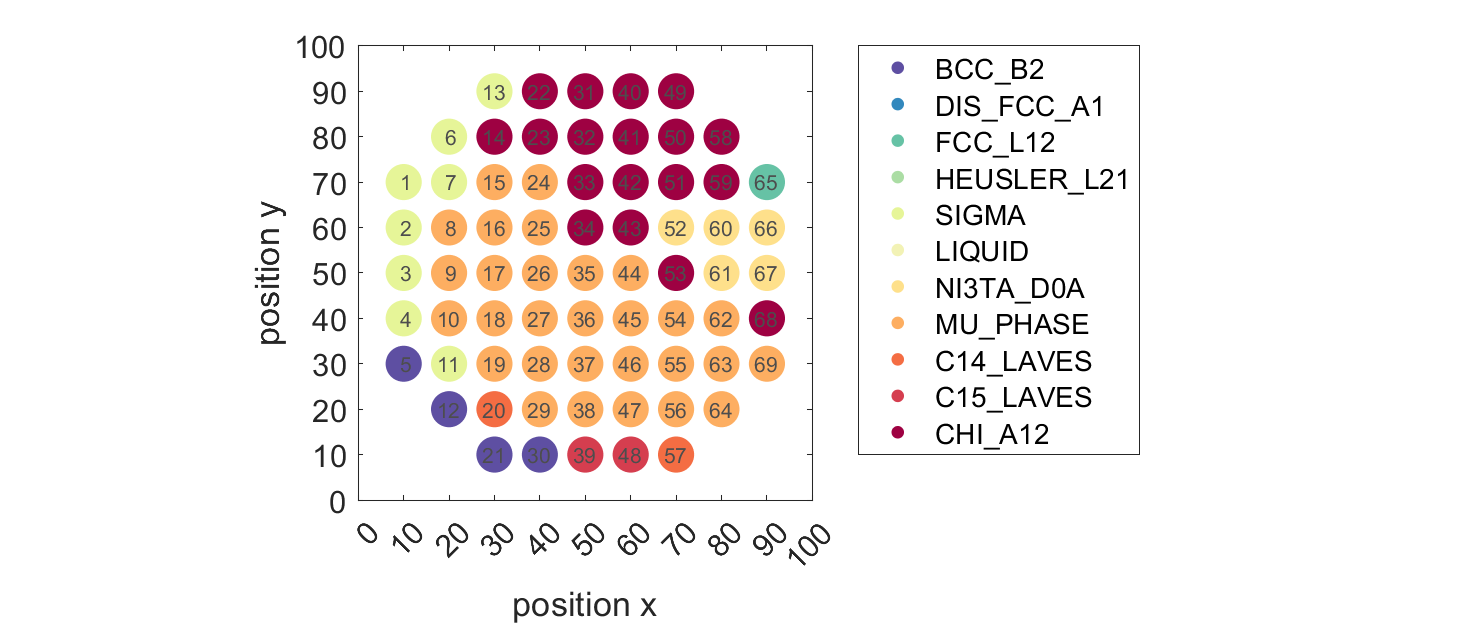 100
90
80
70
60
50
40
30
20
10
0
position y
13 22 31 40 49
6 14 23 32 41 50 58
1 7 15 24 33 42 51 59 65
2 8 16 25 34 43 52 60 66
3 9 17 26 35 44 53 61 67
4 10 18 27 36 45 54 62 68
5 11 19 28 37 46 55 63 69
12 20 29 38 47 56 64
21 30 39 48 57
0 10 20 30 40 50 60 70 80 90 100
position x
BCC_B2
DIS_FCC_A1
FCC_L12
HEUSLER_L21
SIGMA
LIQUID
NI3TA_D0A
MU_PHASE
C14_LAVES
C15_LAVES
CHI_A12